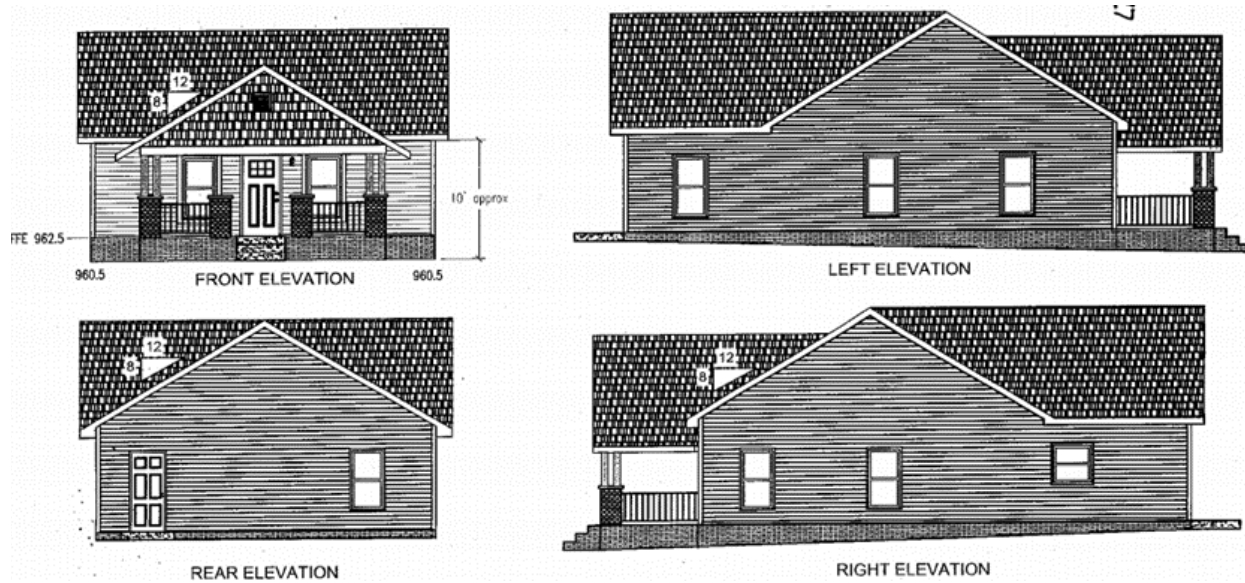 12
8
10' approx
FFE 962.5
960.5
960.5
FRONT ELEVATION
7
LEFT ELEVATION
12
8
REAR ELEVATION
12
8
RIGHT ELEVATION